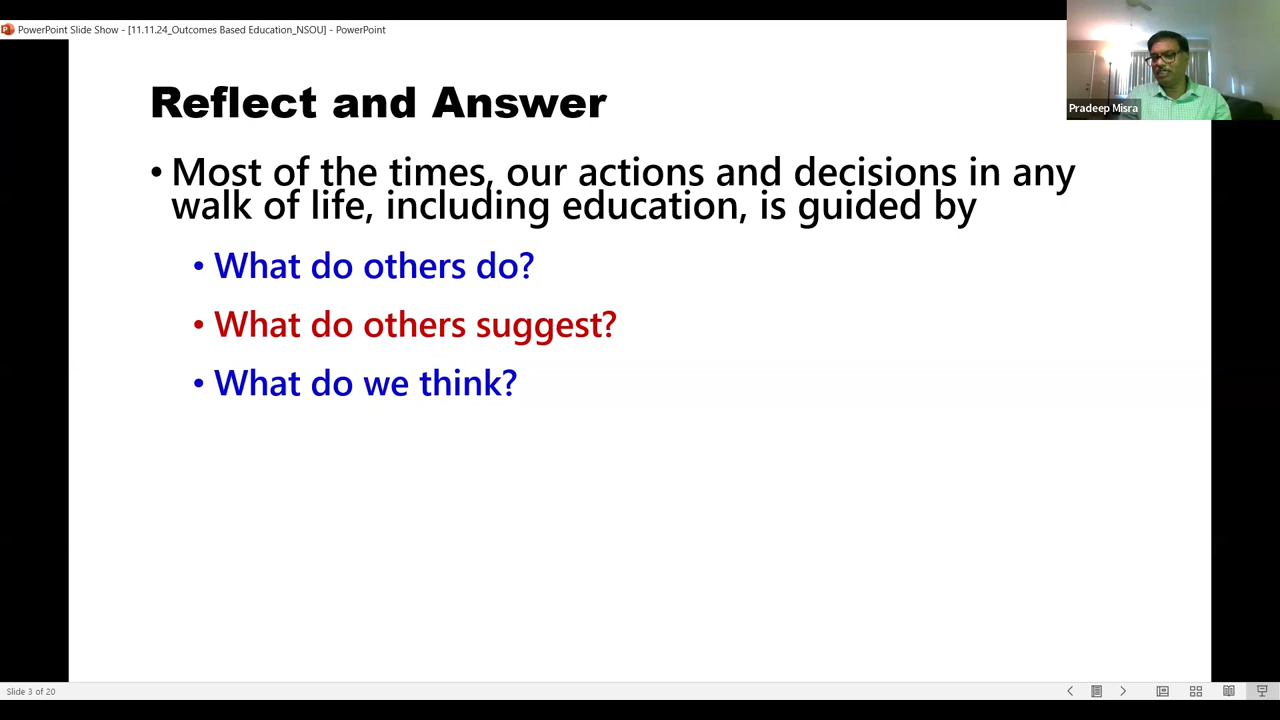 PowerPoint Slide Show - [11.11.24_Outcomes Based Education_NSOU] - PowerPoint
Pradeep Misra
Reflect and Answer
• Most of the times, our actions and decisions in any
walk of life, including education, is guided by
• What do others do?
• What do others suggest?
• What do we think?
Slide 3 of 20